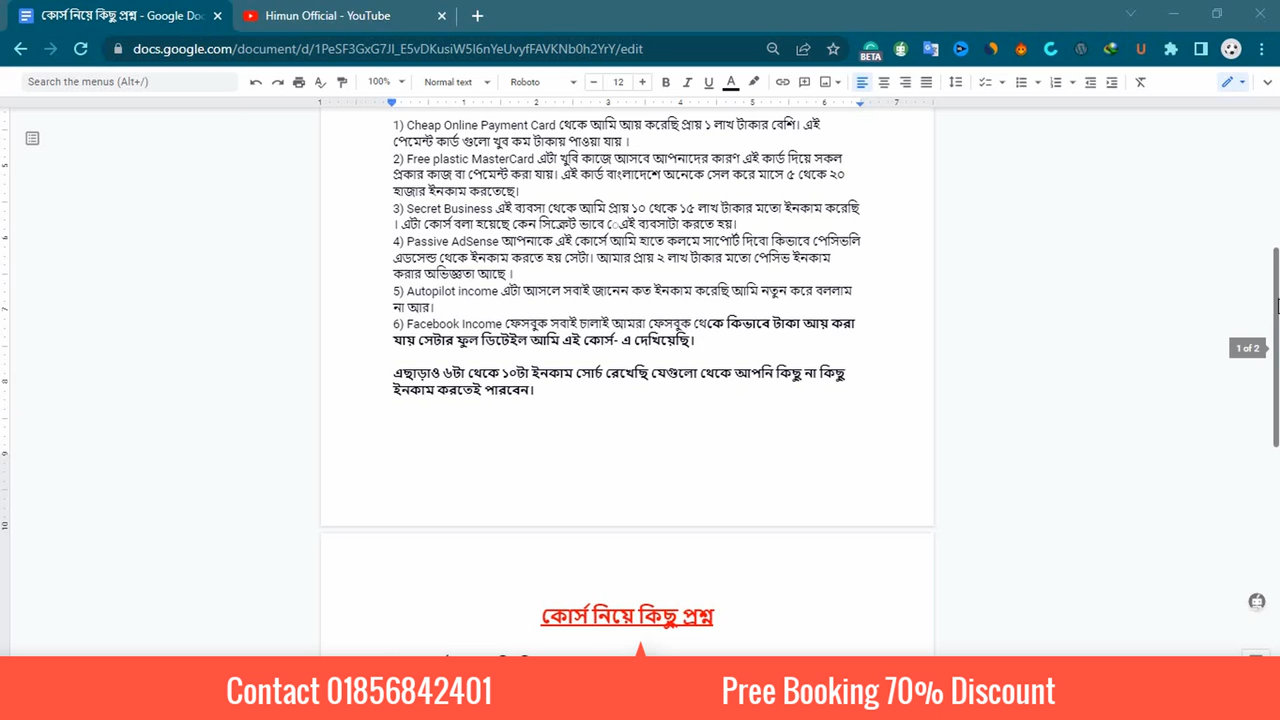 কোর্স নিয়ে কিছু প্রশ্ন - Google Doc
Himun Official - YouTube
docs.google.com/document/d/1PeSF3GxG7JI_E5vDKusiW5l6nYeUvyfFAVKNb0h2YrY/edit
BETA
Search the menus (Alt+/)
100%
Normal text
Roboto
12
1) Cheap Online Payment Card থেকে আমি আয় করেছি প্রায় ১ লাখ টাকার বেশি। এই
পেমেন্ট কার্ড গুলো খুব কম টাকায় পাওয়া যায় ।
2) Free plastic MasterCard এটা খুবি কাজে আসবে আপনাদের কারণ এই কার্ড দিয়ে সকল
প্রকার কাজ বা পেমেন্ট করা যায়। এই কার্ড বাংলাদেশে অনেকে সেল করে মাসে ৫ থেকে ২০
হাজার ইনকাম করতেছে।
3) Secret Business এই ব্যবসা থেকে আমি প্রায় ১০ থেকে ১৫ লাখ টাকার মতো ইনকাম করেছি
। এটা কোর্স বলা হয়েছে কেন সিক্রেট ভাবে েএই ব্যবসাটা করতে হয়।
4) Passive AdSense আপনাকে এই কোর্সে আমি হাতে কলমে সাপোর্ট দিবো কিভাবে পেসিভলি
এডসেন্ড থেকে ইনকাম করতে হয় সেটা। আমার প্রায় ২ লাখ টাকার মতো পেসিভ ইনকাম
করার অভিজ্ঞতা আছে ।
5) Autopilot income এটা আসলে সবাই জানেন কত ইনকাম করেছি আমি নতুন করে বললাম
না আর।
6) Facebook Income ফেসবুক সবাই চালাই আমরা ফেসবুক থেকে কিভাবে টাকা আয় করা
যায় সেটার ফুল ডিটেইল আমি এই কোর্স- এ দেখিয়েছি।
এছাড়াও ৬টা থেকে ১০টা ইনকাম সোর্চ রেখেছি যেগুলো থেকে আপনি কিছু না কিছু
ইনকাম করতেই পারবেন।
1 of 2
কোর্স নিয়ে কিছু প্রশ্ন
Contact 01856842401
Pree Booking 70% Discount